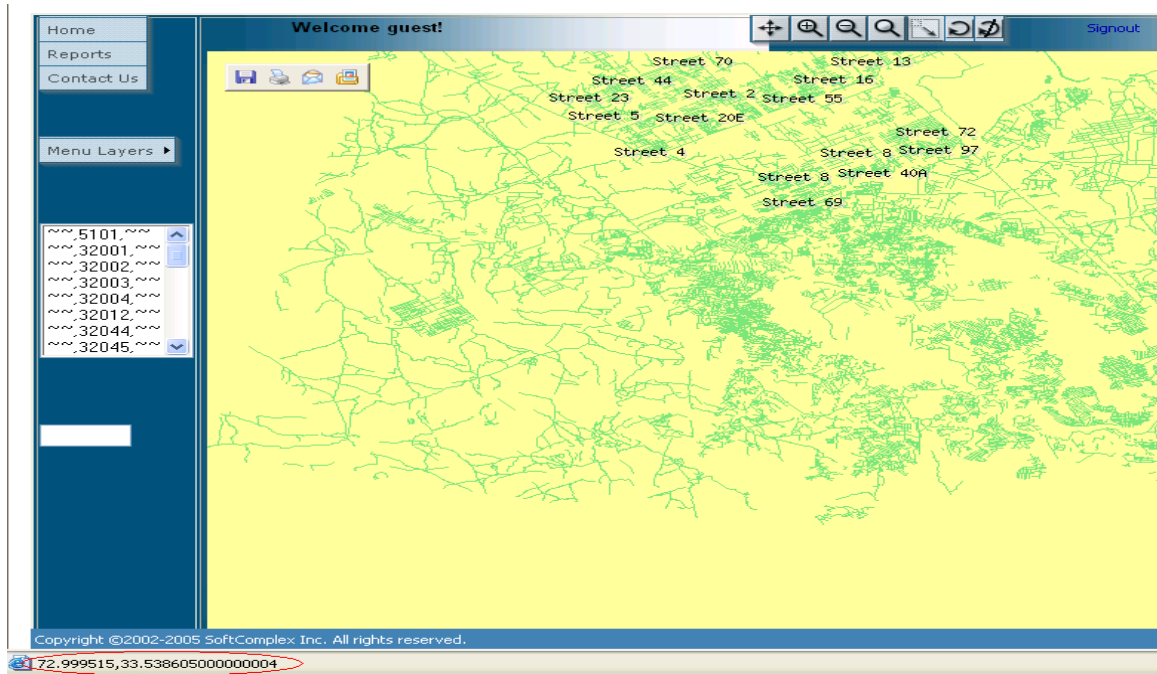 Home
Welcome guest!
Signout
Reports
Contact Us
Street 70
Street 13
Street 44
Street 16
Street 23
Street 2
Street 55
Street 5
Street 20E
Street 72
Menu Layers
Street 4
Street 8
Street 97
Street 8
Street 40A
Street 69
~~,5101,~~
~~,32001,~~
~~,32002,~~
~~,32003,~~
~~,32004,~~
~~,32012,~~
~~,32044,~~
~~,32045,~~
Copyright ©2002-2005 SoftComplex Inc. All rights reserved.
72.999515,33.538605000000004